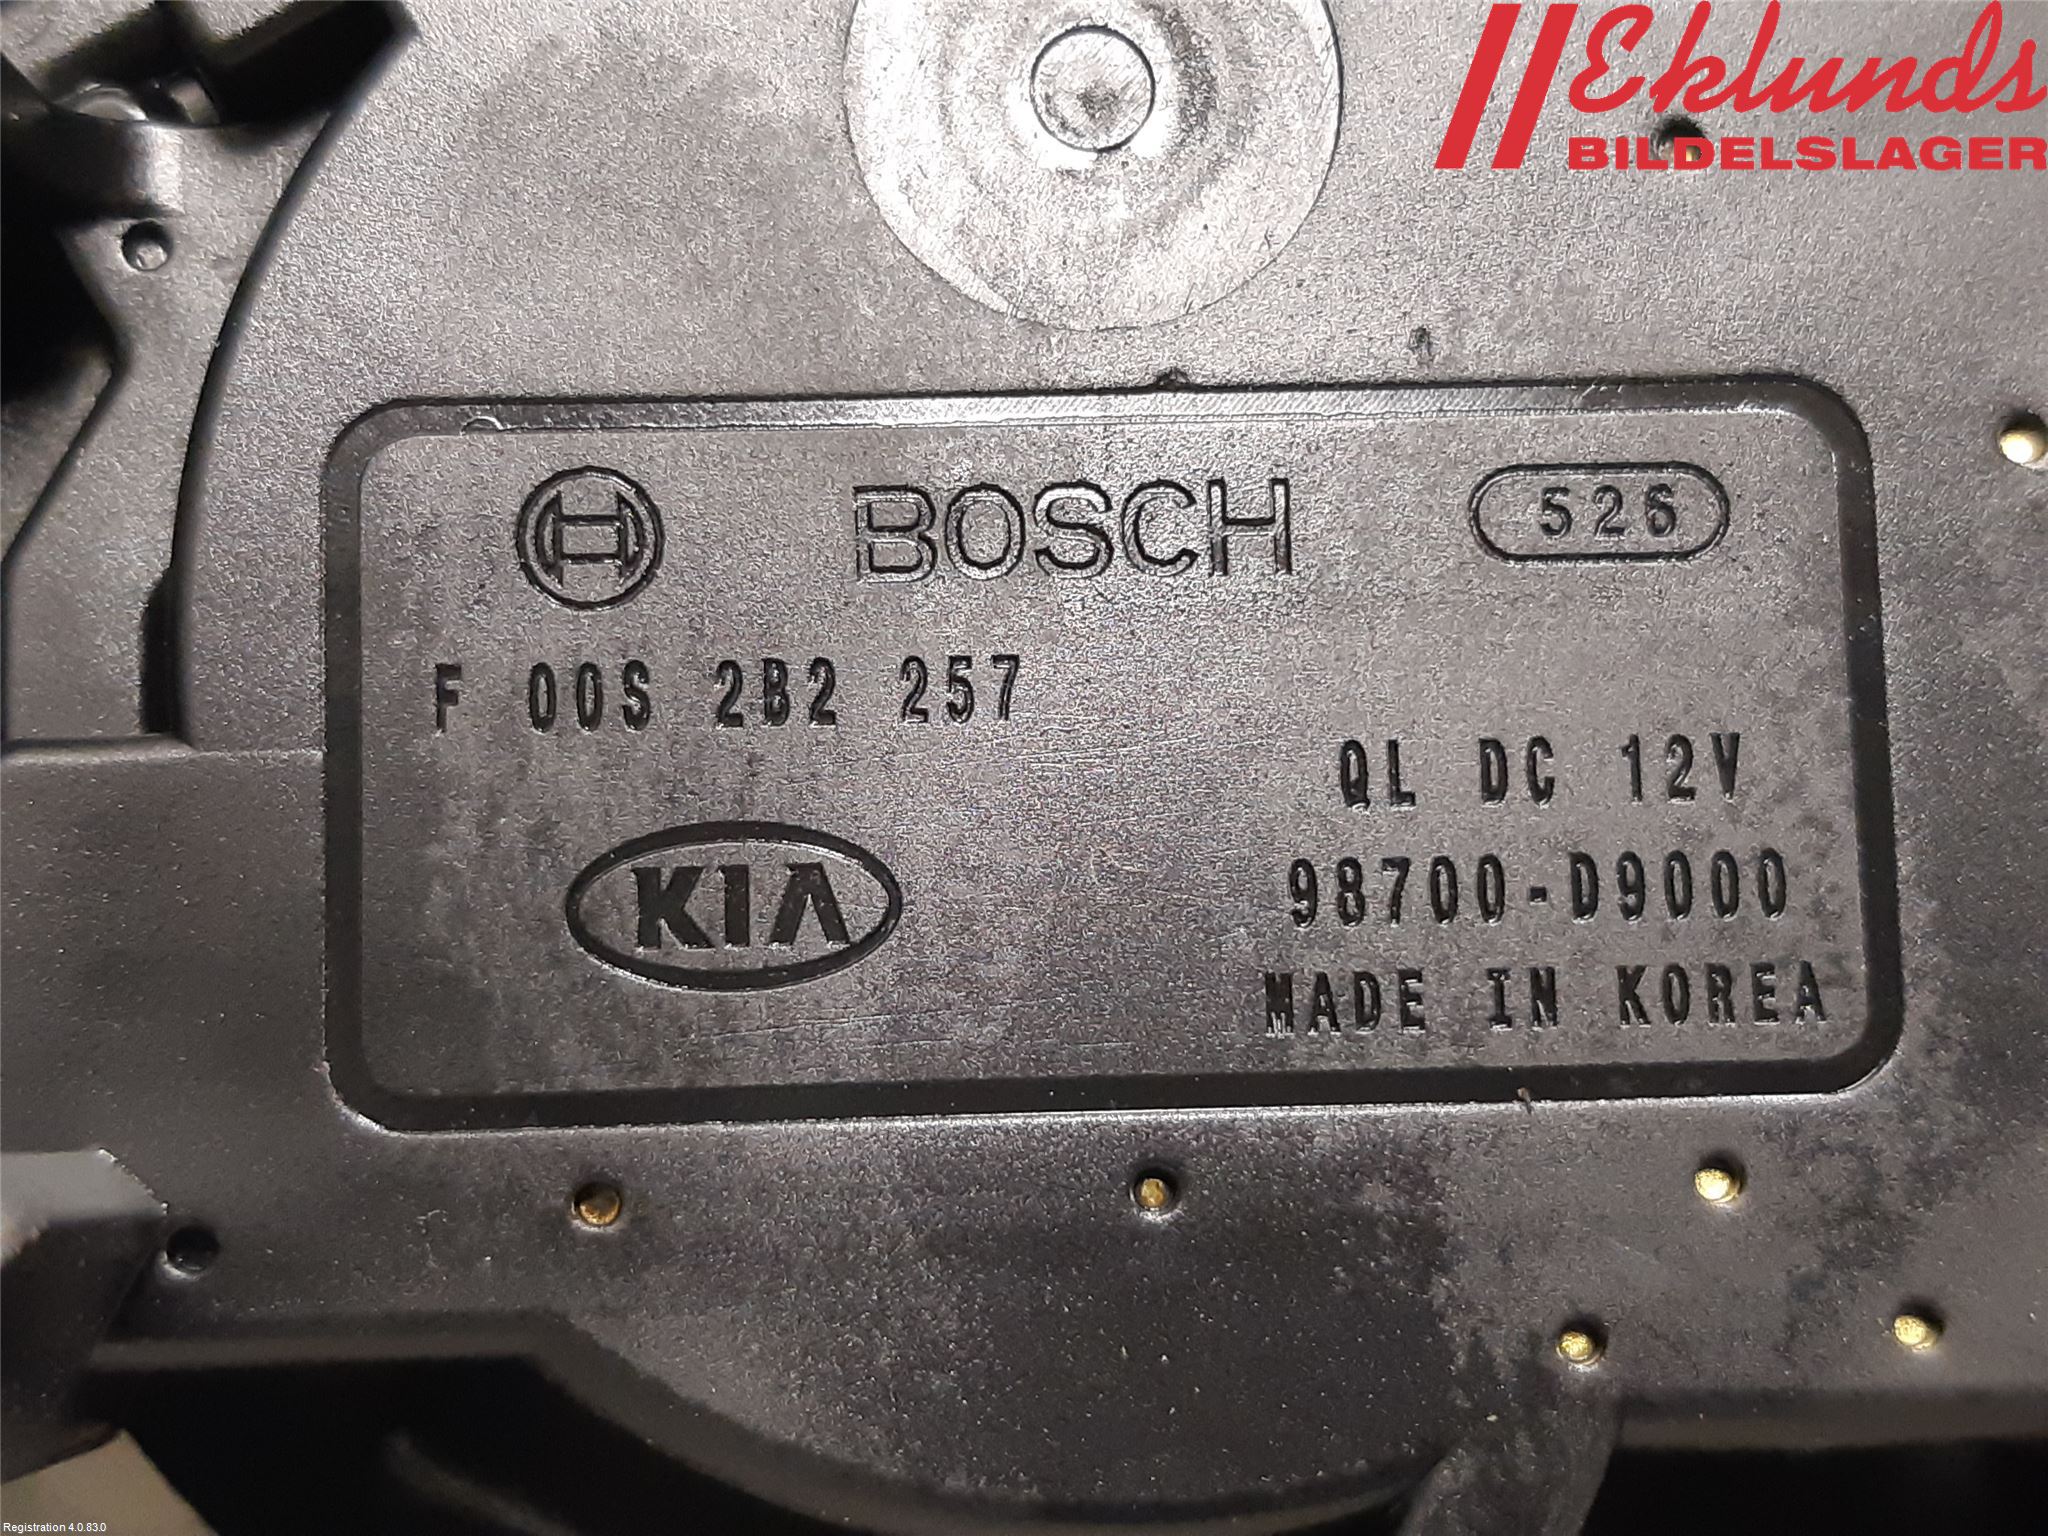 Eklunds
BILDELSLAGER
BOSCH 526
F 00S 2B2 257
QL DC 12V
KIA 98700-D9000
MADE IN KOREA
Registration 4.0.83.0